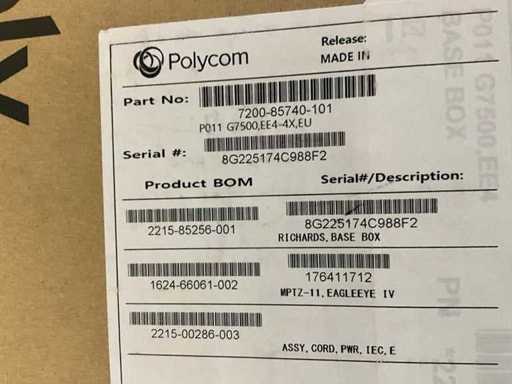 Polycom
Release:
MADE IN
Part No:
7200-85740-101
P011 G7500,EE4-4X,EU
Serial #:
8G225174C988F2
Product BOM
Serial#/Description:
2215-85256-001
8G225174C988F2
RICHARDS,BASE BOX
1624-66061-002
176411712
MPTZ-11,EAGLEEYE IV
2215-00286-003
ASSY,CORD,PWR,IEC,E
P011 G7500,EE4
BASE BOX
PN